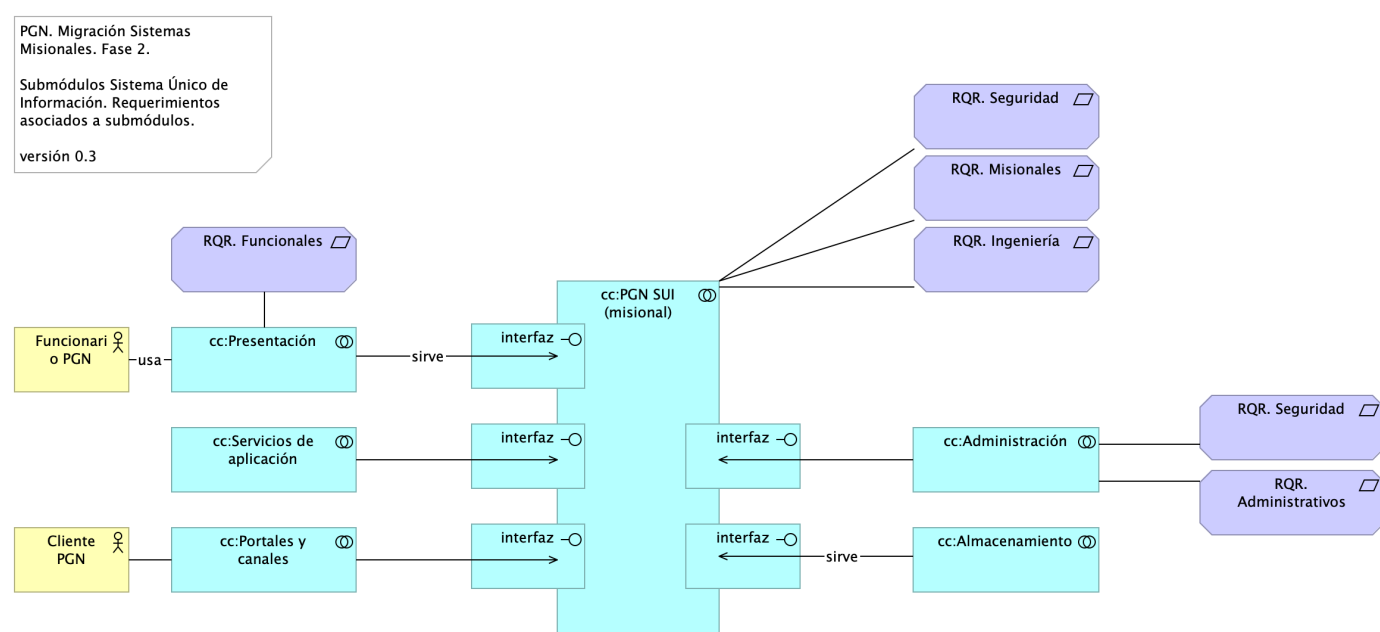 PGN. Migración Sistemas
Misionales. Fase 2.
Submódulos Sistema Único de
Información. Requerimientos
asociados a submódulos.
versión 0.3
RQR. Seguridad
RQR. Misionales
RQR. Ingeniería
RQR. Funcionales
cc:PGN SUI
(misional)
Funcionari
o PGN
usa
cc:Presentación
sirve
interfaz
cc:Servicios de
aplicación
interfaz
interfaz
cc:Administración
RQR. Seguridad
RQR.
Administrativos
Cliente
PGN
cc:Portales y
canales
interfaz
interfaz
sirve
cc:Almacenamiento